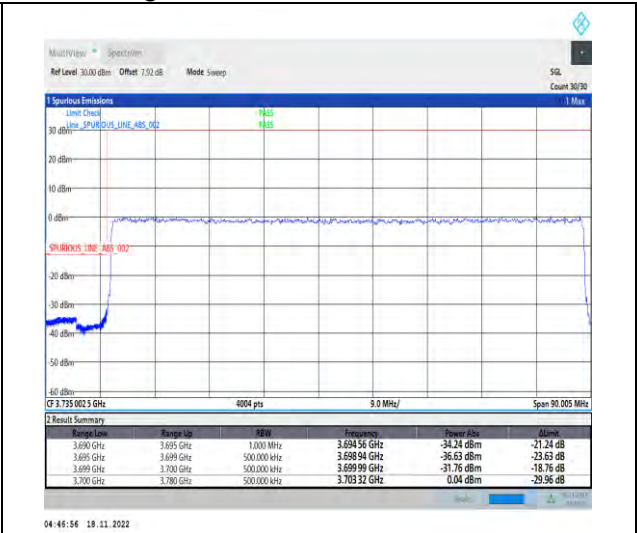 MultiView Spectrum
Ref Level 30.00 dBm Offset 7.92 dB Mode Sweep SGL
Count 30/30
1 Spurious Emissions 1 Max
Limit Check PASS
Line _SPURIOUS_LINE_ABS_002 PASS
30 dBm
20 dBm
10 dBm
0 dBm
_SPURIOUS_LINE_ABS_002
-20 dBm
-30 dBm
-40 dBm
-50 dBm
-60 dBm
CF 3.735 002 5 GHz 4004 pts 9.0 MHz/ Span 90.005 MHz
2 Result Summary
Range Low Range Up RBW Frequency Power Abs ΔLimit
3.690 GHz 3.695 GHz 1.000 MHz 3.694 56 GHz -34.24 dBm -21.24 dB
3.695 GHz 3.699 GHz 500.000 kHz 3.698 94 GHz -36.63 dBm -23.63 dB
3.699 GHz 3.700 GHz 500.000 kHz 3.699 99 GHz -31.76 dBm -18.76 dB
3.700 GHz 3.780 GHz 500.000 kHz 3.703 32 GHz 0.04 dBm -29.96 dB
04:46:56 18.11.2022